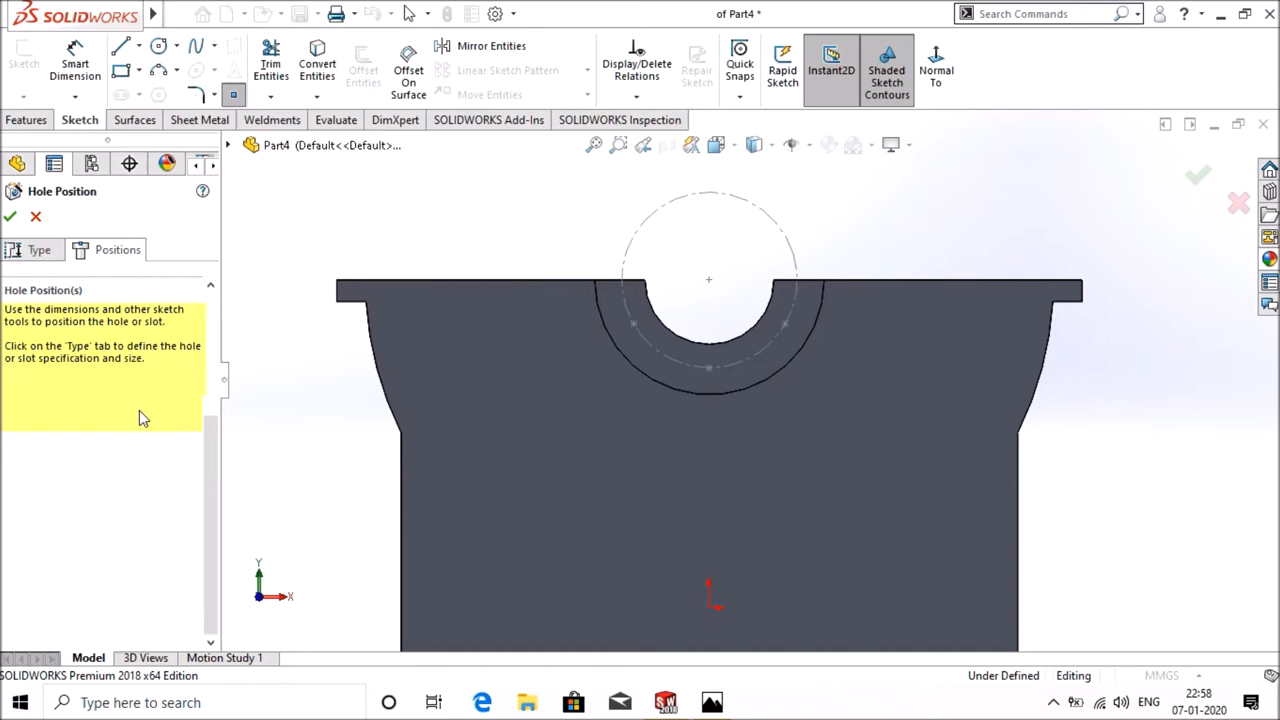 SOLIDWORKS
of Part4 *
Search Commands
Sketch
Smart
Dimension
Trim
Entities
Convert
Entities
Offset
Entities
Offset
On
Surface
Mirror Entities
Linear Sketch Pattern
Move Entities
Display/Delete
Relations
Repair
Sketch
Quick
Snaps
Rapid
Sketch
Instant2D
Shaded
Sketch
Contours
Normal
To
Features
Sketch
Surfaces
Sheet Metal
Weldments
Evaluate
DimXpert
SOLIDWORKS Add-Ins
SOLIDWORKS Inspection
Part4 (Default<<Default>...
Hole Position
Type
Positions
Hole Position(s)
Use the dimensions and other sketch
tools to position the hole or slot.
Click on the 'Type' tab to define the hole
or slot specification and size.
Y
X
Model
3D Views
Motion Study 1
SOLIDWORKS Premium 2018 x64 Edition
Under Defined
Editing
MMGS
Type here to search
ENG
22:58
07-01-2020